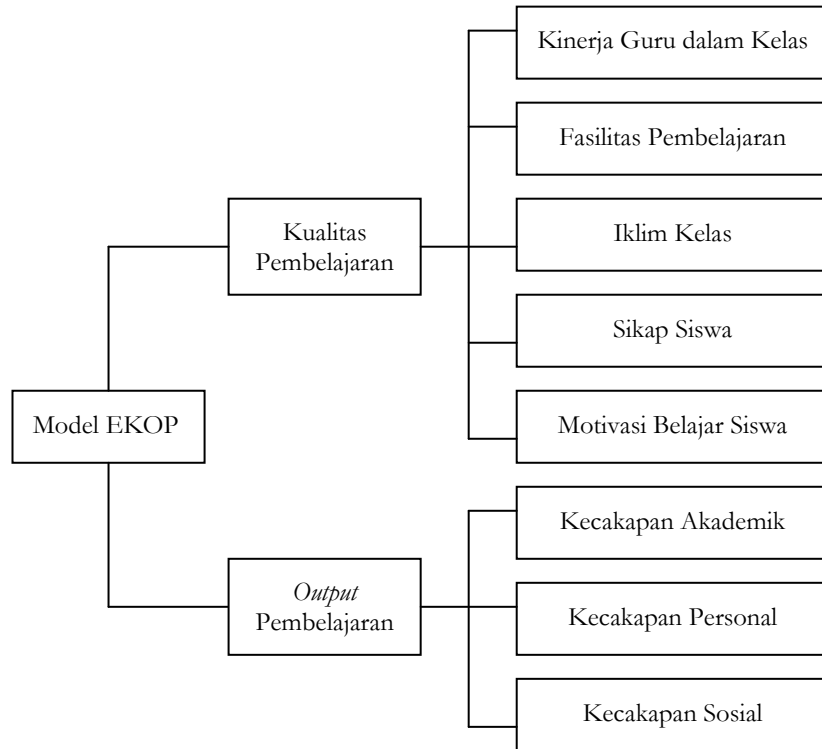 Kinerja Guru dalam Kelas
Fasilitas Pembelajaran
Kualitas
Pembelajaran
Iklim Kelas
Sikap Siswa
Model EKOP
Motivasi Belajar Siswa
Kecakapan Akademik
Output
Pembelajaran
Kecakapan Personal
Kecakapan Sosial